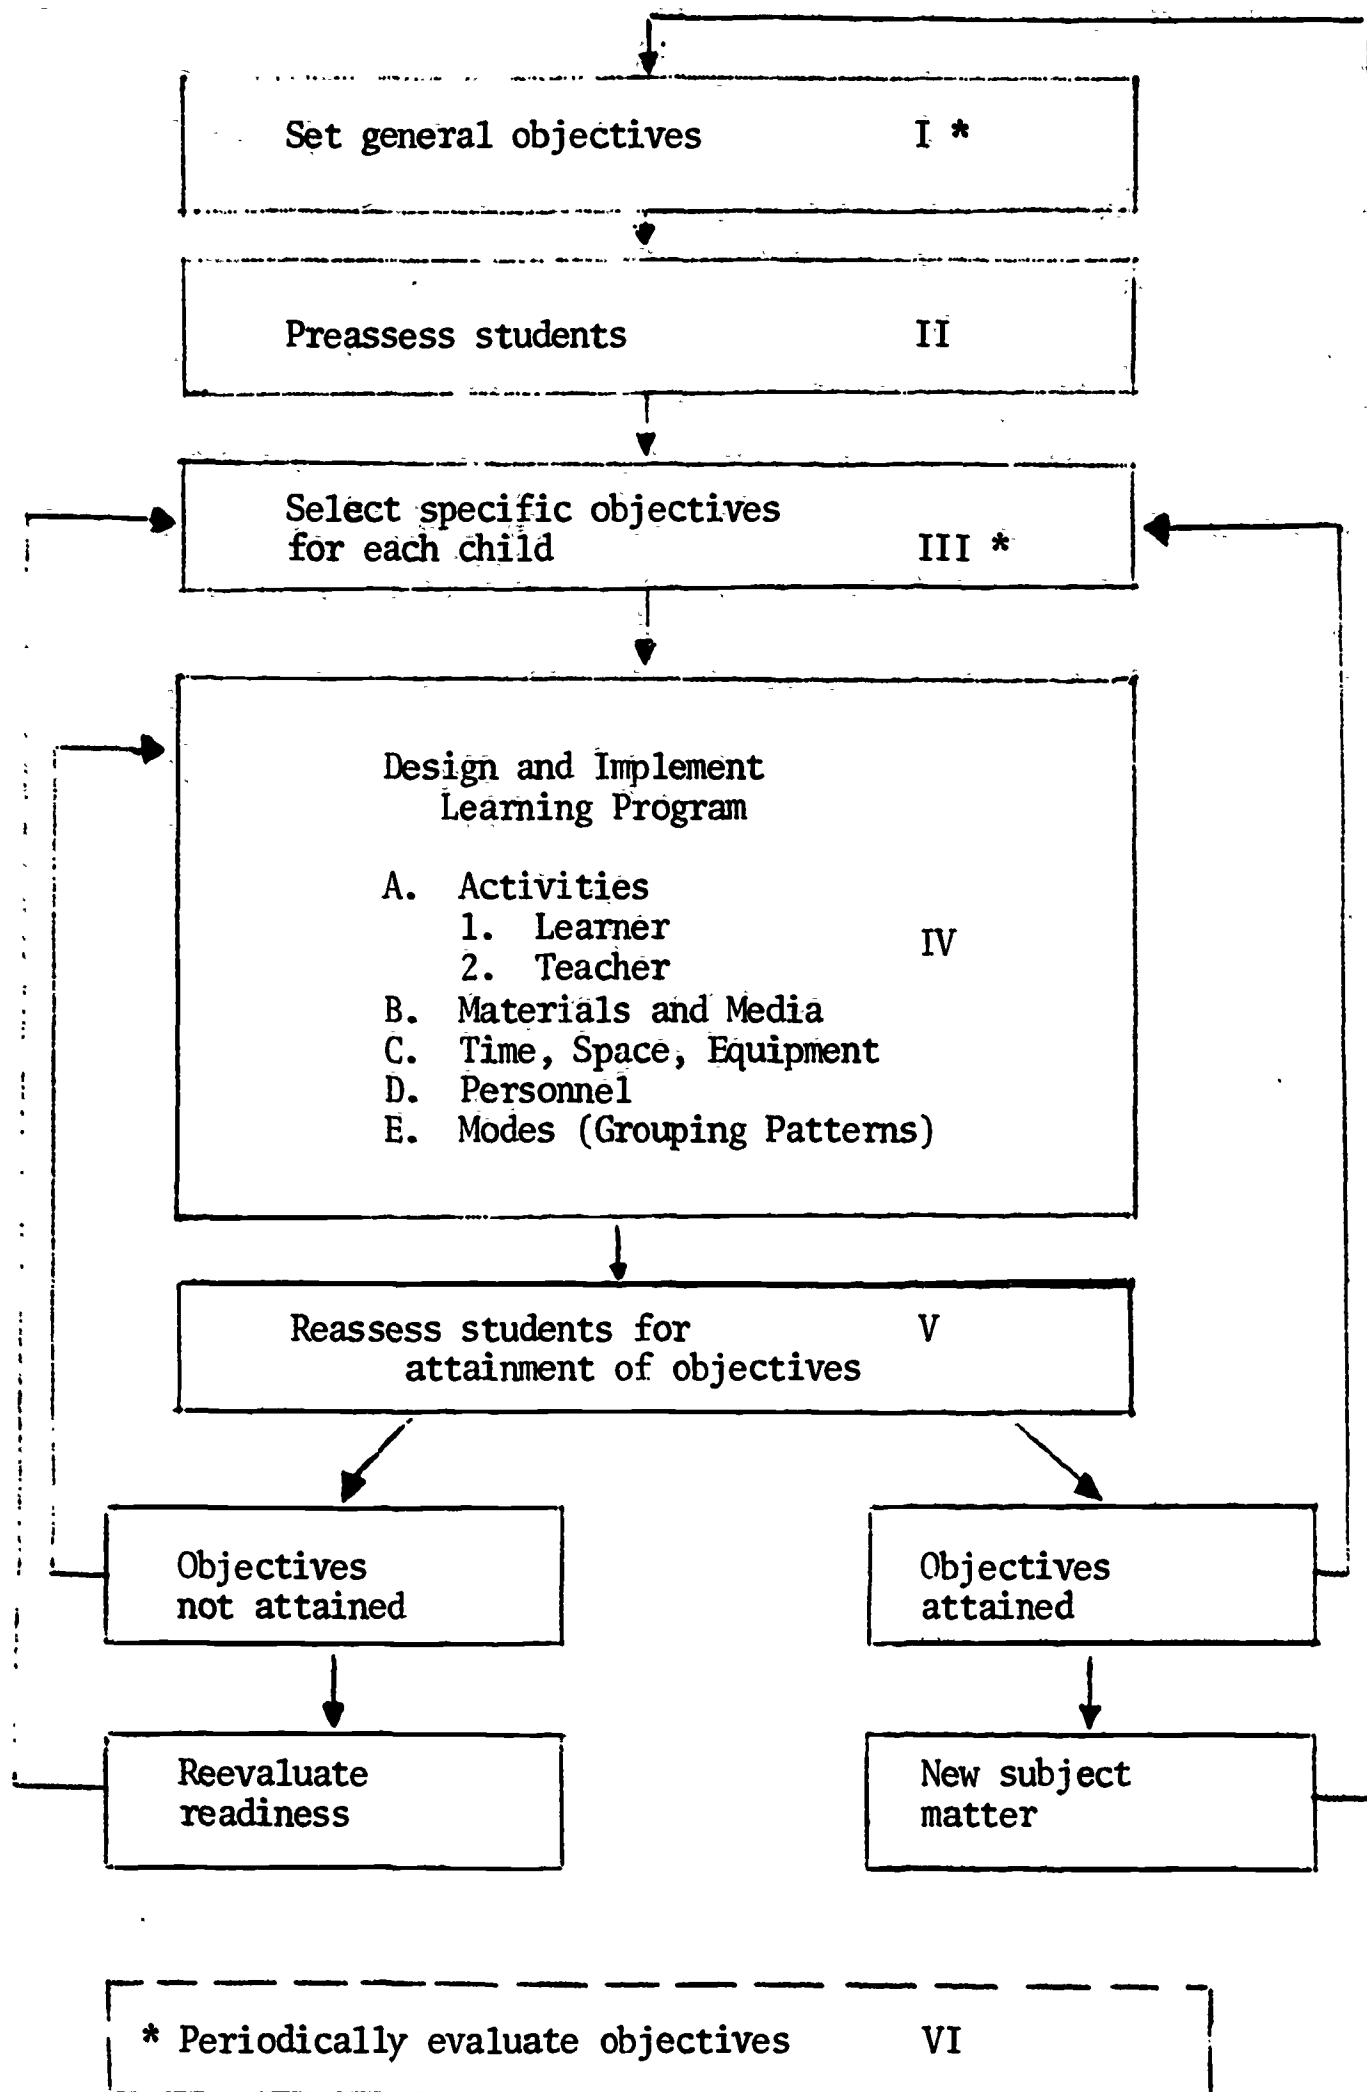 Set general objectives I *
Preassess students II
Select specific objectives
for each child III *
Design and Implement
Learning Program
A. Activities
1. Learner
IV
2. Teacher
B. Materials and Media
C. Time, Space, Equipment
D. Personnel
E. Modes (Grouping Patterns)
Reassess students for V
attainment of objectives
Objectives
not attained
Objectives
attained
Reevaluate
readiness
New subject
matter
* Periodically evaluate objectives VI